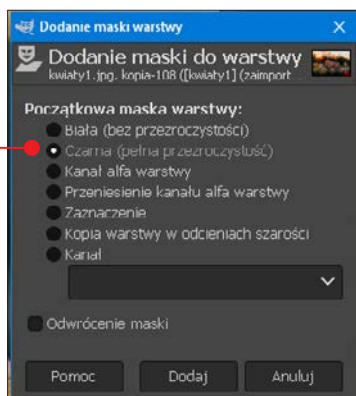 Dodanie maski warstwy
Dodanie maski do warstwy
kwiaty1.jpg. kopia-108 ([kwiaty1] (zaimport
Początkowa maska warstwy:
Biała (bez przezroczystości)
Czarna (pełna przezroczystość)
Kanał alfa warstwy
Przeniesienie kanału alfa warstwy
Zaznaczenie
Kopia warstwy w odcieniach szarości
Kanał
Odwrócenie maski
Pomoc
Dodaj
Anuluj